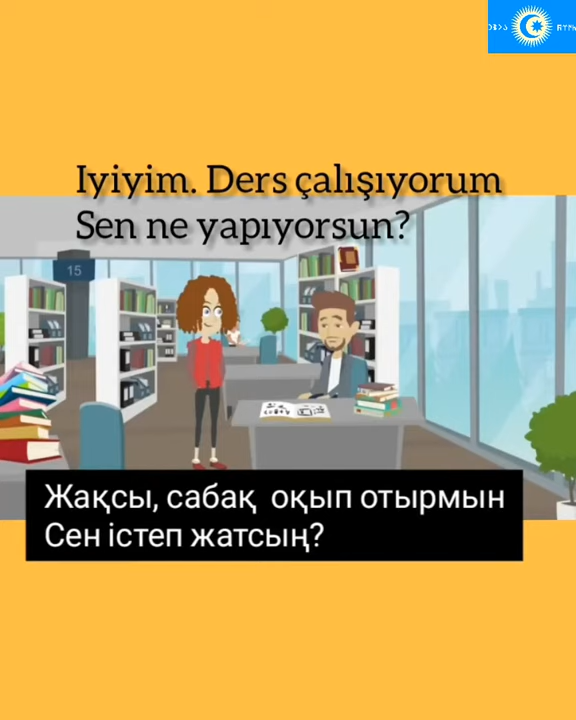 Iyiyim. Ders çalışıyorum
Sen ne yapıyorsun?
15
Жақсы, сабақ оқып отырмын
Сен істеп жатсың?